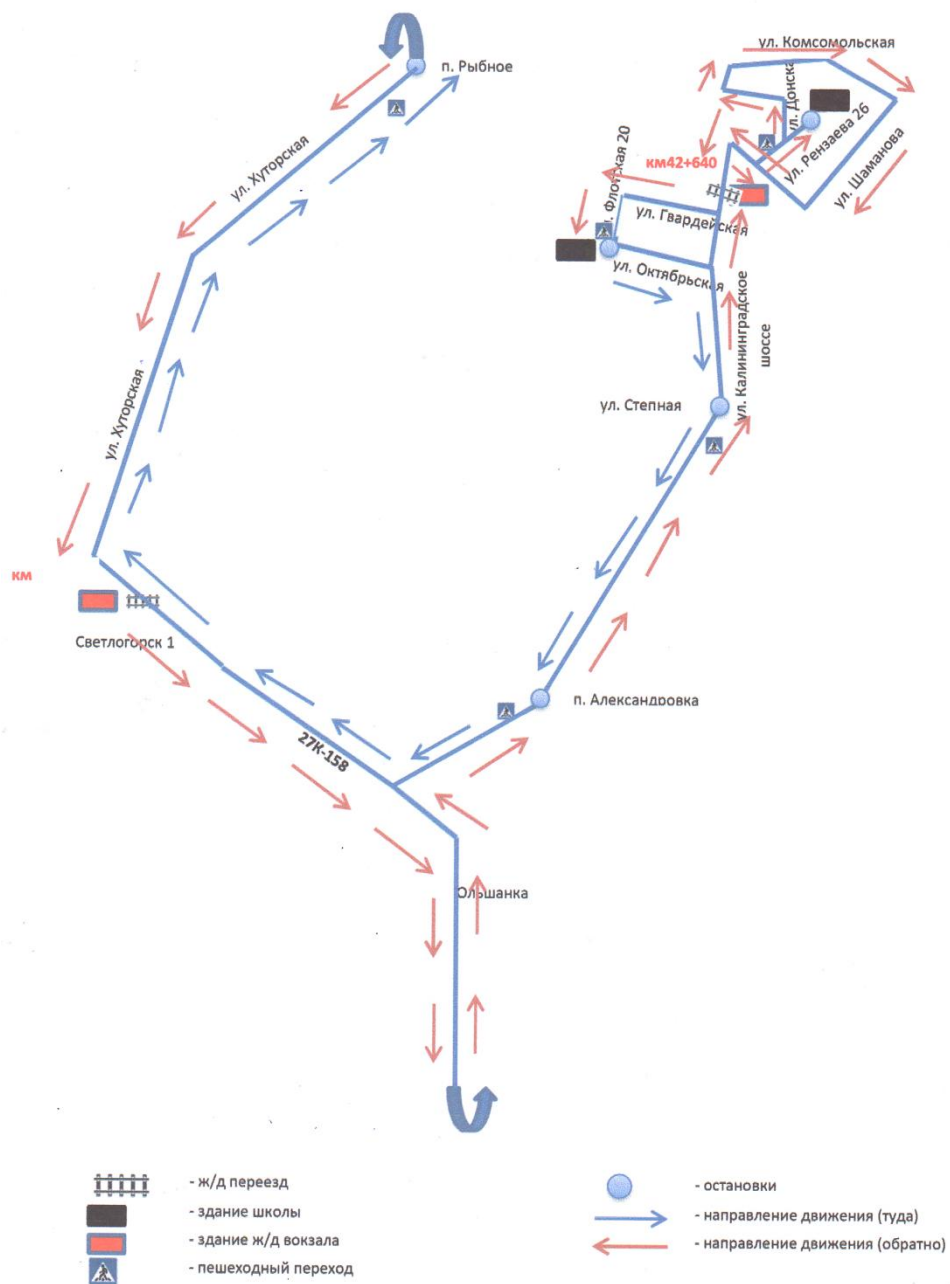 ул. Комсомольская
п. Рыбное
ул. Донска
ул. Рензаева 26
ул. Шаманова
ул. Хуторская
км42+640
ул. Флотская 20
ул. Гвардейская
ул. Октябрьская
ул. Калининградское
шоссе
ул. Степная
ул. Хуторская
км
Светлогорск 1
п. Александровка
27К-158
Ольшанка
- ж/д переезд
- здание школы
- здание ж/д вокзала
- пешеходный переход
- остановки
- направление движения (туда)
- направление движения (обратно)